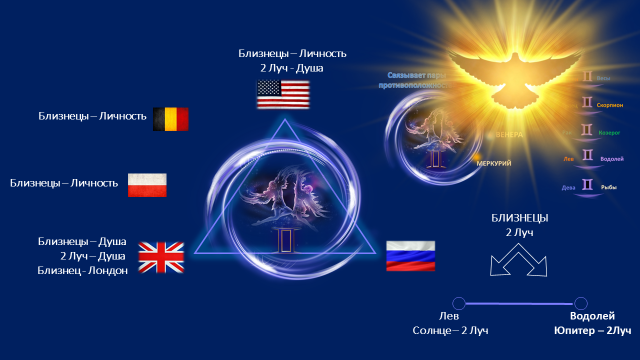 Близнецы – Личность
2 Луч - Душа
Связывает пары
Близнецы – Личность
Скорпион
Козерог
ВЕНЕРА
Лев Водолей
МЕРКУРИЙ
Близнецы – Личность
Дева Рыбы
БЛИЗНЕЦЫ
2 Луч
Близнецы – Душа
2 Луч – Душа
Близнец - Лондон
Лев
Солнце – 2 Луч
Водолей
Юпитер – 2Луч